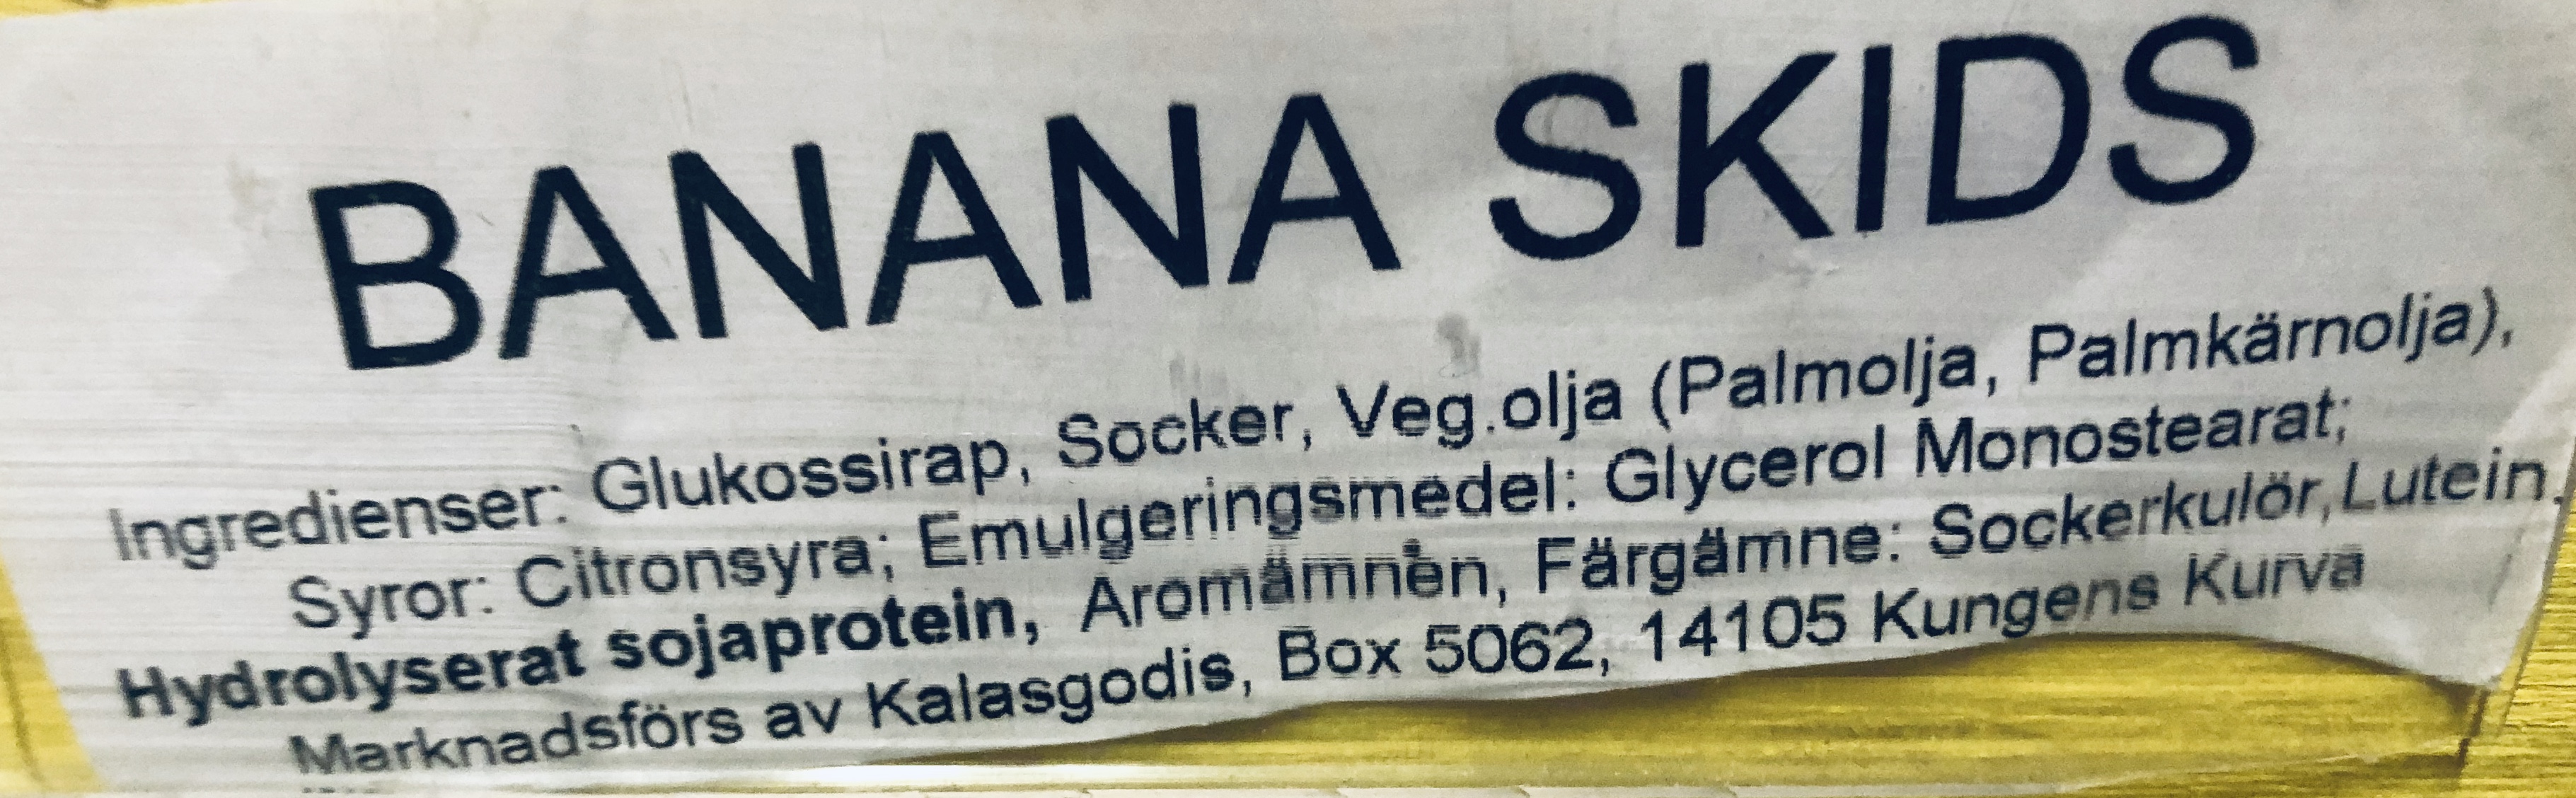 BANANA SKIDS
Ingredienser: Glukossirap, Socker, Veg.olja (Palmolja, Palmkärnolja),
Syror: Citronsyra; Emulgeringsmedel: Glycerol Monostearat;
Hydrolyserat sojaprotein, Aromämnen, Färgämne: Sockerkulör,Lutein.
Marknadsförs av Kalasgodis, Box 5062, 14105 Kungens Kurva